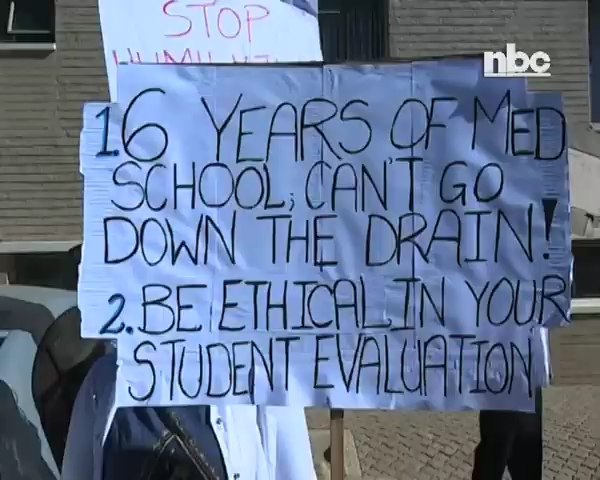 STOP
nbc
1. 6 YEARS OF MED
SCHOOL, CAN'T GO
DOWN THE DRAIN!
2. BE ETHICAL IN YOUR
STUDENT EVALUATION